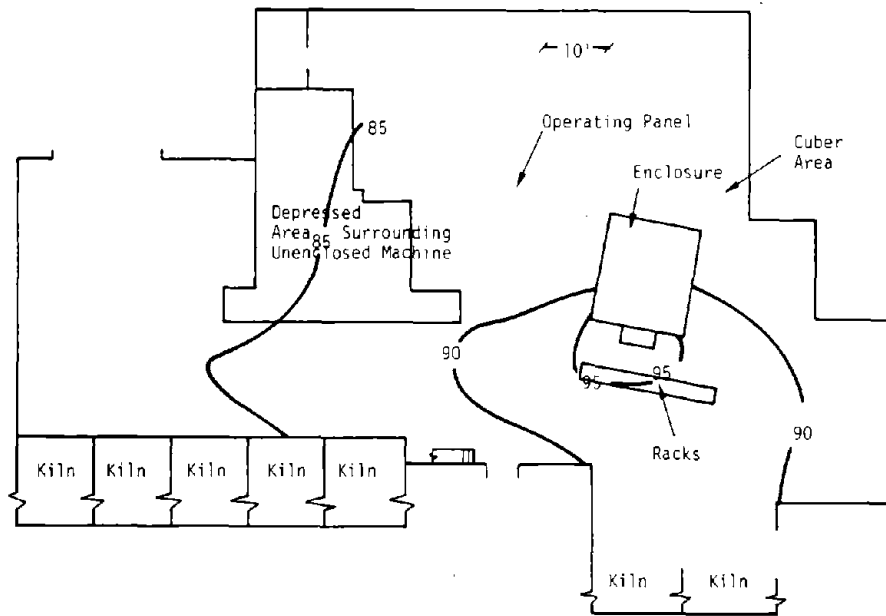 10'
85
Operating Panel
Cuber
Area
Enclosure
Depressed
Area Surrounding
85
Unenclosed Machine
90
95
95
90
Racks
Kiln Kiln Kiln Kiln Kiln
Kiln Kiln